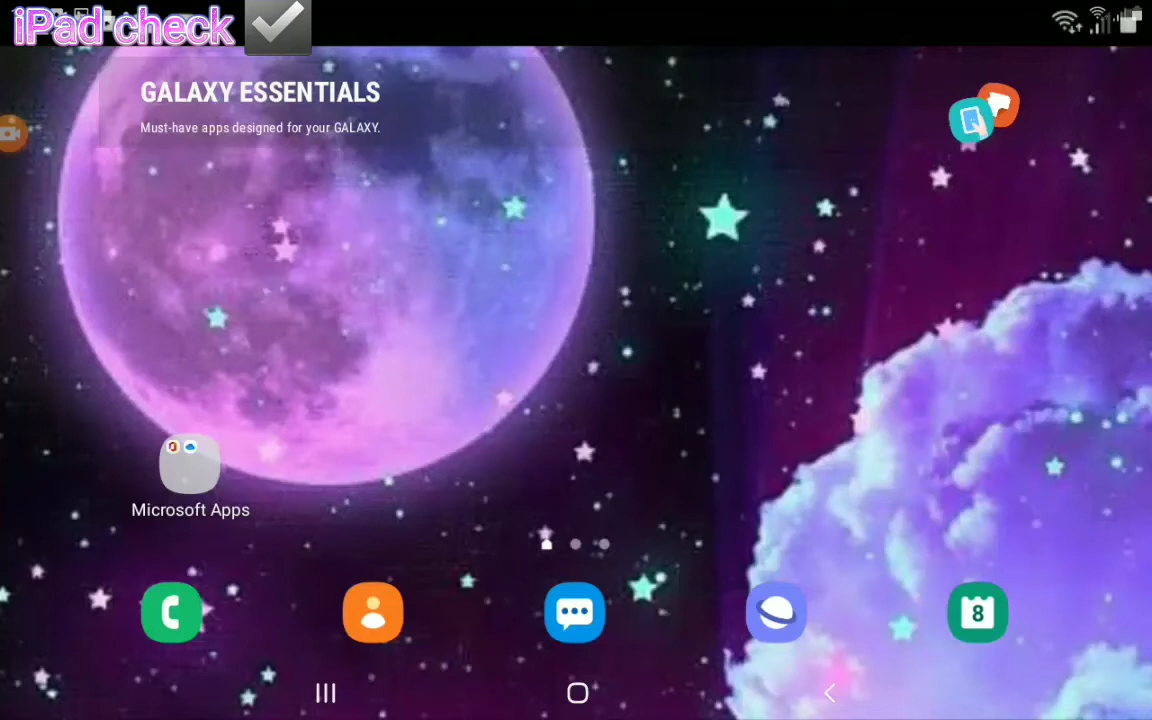 iPad check
GALAXY ESSENTIALS
Must-have apps designed for your GALAXY.
Microsoft Apps
8